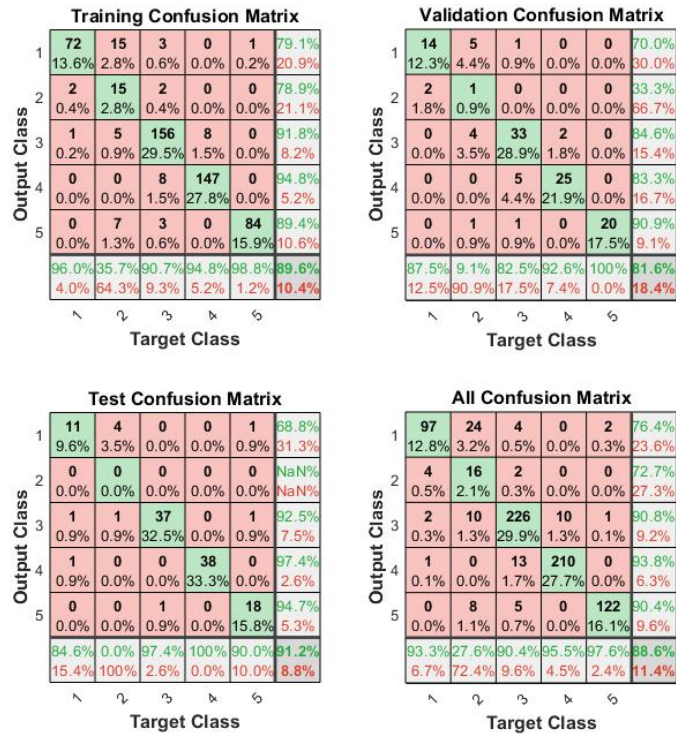 Training Confusion Matrix
Output Class
1
72 15 3 0 1 79.1%
13.6% 2.8% 0.6% 0.0% 0.2% 20.9%
2
2 15 2 0 0 78.9%
0.4% 2.8% 0.4% 0.0% 0.0% 21.1%
3
1 5 156 8 0 91.8%
0.2% 0.9% 29.5% 1.5% 0.0% 8.2%
4
0 0 8 147 0 94.8%
0.0% 0.0% 1.5% 27.8% 0.0% 5.2%
5
0 7 3 0 84 89.4%
0.0% 1.3% 0.6% 0.0% 15.9% 10.6%
96.0% 35.7% 90.7% 94.8% 98.8% 89.6%
4.0% 64.3% 9.3% 5.2% 1.2% 10.4%
1 2 3 4 5
Target Class
Validation Confusion Matrix
Output Class
1
14 5 1 0 0 70.0%
12.3% 4.4% 0.9% 0.0% 0.0% 30.0%
2
2 1 0 0 0 33.3%
1.8% 0.9% 0.0% 0.0% 0.0% 66.7%
3
0 4 33 2 0 84.6%
0.0% 3.5% 28.9% 1.8% 0.0% 15.4%
4
0 0 5 25 0 83.3%
0.0% 0.0% 4.4% 21.9% 0.0% 16.7%
5
0 1 1 0 20 90.9%
0.0% 0.9% 0.9% 0.0% 17.5% 9.1%
87.5% 9.1% 82.5% 92.6% 100% 81.6%
12.5% 90.9% 17.5% 7.4% 0.0% 18.4%
1 2 3 4 5
Target Class
Test Confusion Matrix
Output Class
1
11 4 0 0 1 68.8%
9.6% 3.5% 0.0% 0.0% 0.9% 31.3%
2
0 0 0 0 0 NaN%
0.0% 0.0% 0.0% 0.0% 0.0% NaN%
3
1 1 37 0 1 92.5%
0.9% 0.9% 32.5% 0.0% 0.9% 7.5%
4
1 0 0 38 0 97.4%
0.9% 0.0% 0.0% 33.3% 0.0% 2.6%
5
0 0 1 0 18 94.7%
0.0% 0.0% 0.9% 0.0% 15.8% 5.3%
84.6% 0.0% 97.4% 100% 90.0% 91.2%
15.4% 100% 2.6% 0.0% 10.0% 8.8%
1 2 3 4 5
Target Class
All Confusion Matrix
Output Class
1
97 24 4 0 2 76.4%
12.8% 3.2% 0.5% 0.0% 0.3% 23.6%
2
4 16 2 0 0 72.7%
0.5% 2.1% 0.3% 0.0% 0.0% 27.3%
3
2 10 226 10 1 90.8%
0.3% 1.3% 29.9% 1.3% 0.1% 9.2%
4
1 0 13 210 0 93.8%
0.1% 0.0% 1.7% 27.7% 0.0% 6.3%
5
0 8 5 0 122 90.4%
0.0% 1.1% 0.7% 0.0% 16.1% 9.6%
93.3% 27.6% 90.4% 95.5% 97.6% 88.6%
6.7% 72.4% 9.6% 4.5% 2.4% 11.4%
1 2 3 4 5
Target Class